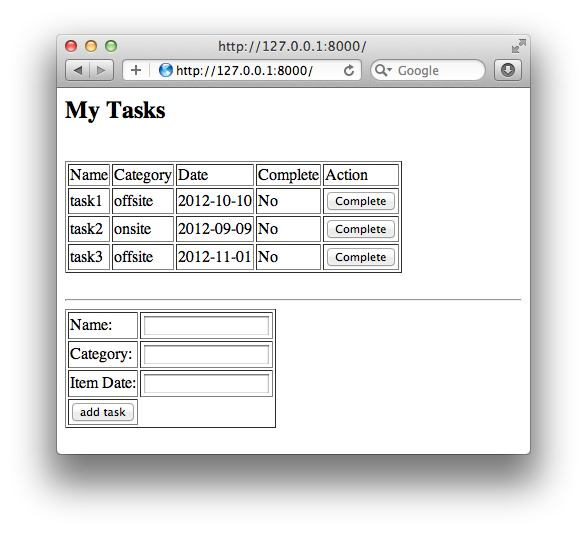 http://127.0.0.1:8000/
http://127.0.0.1:8000/ Google
My Tasks
Name Category Date Complete Action
task1 offsite 2012-10-10 No Complete
task2 onsite 2012-09-09 No Complete
task3 offsite 2012-11-01 No Complete
Name:
Category:
Item Date:
add task